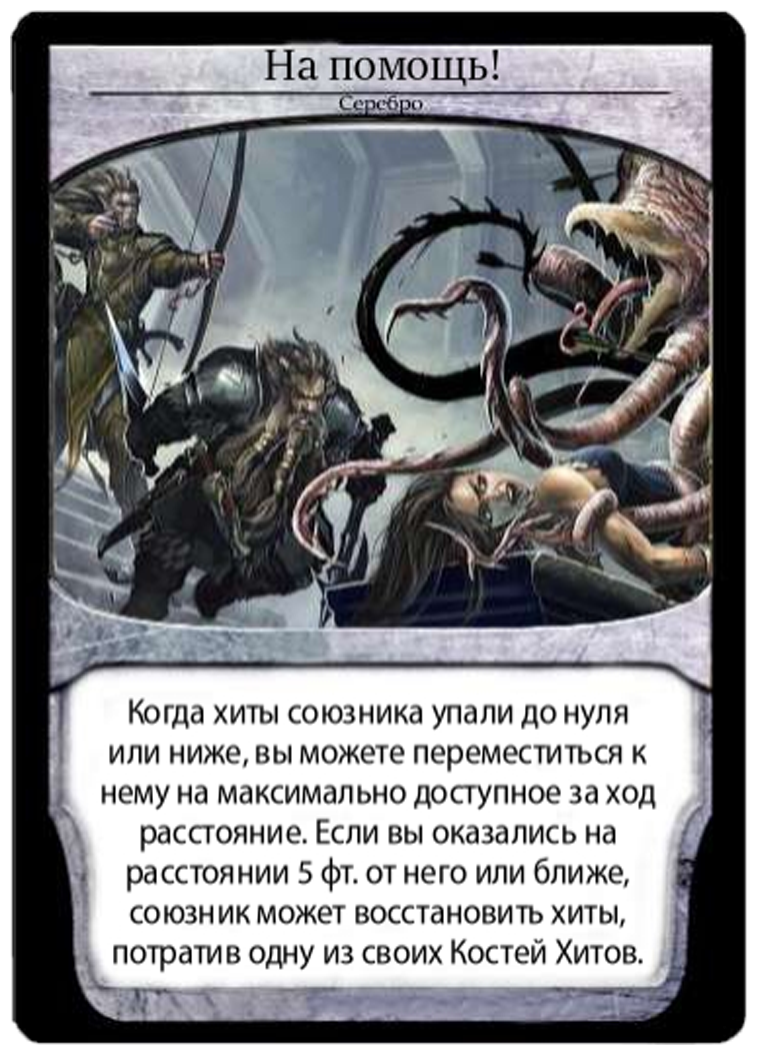 На помощь!
Серебро
Когда хиты союзника упали до нуля
или ниже, вы можете переместиться к
нему на максимально доступное за ход
расстояние. Если вы оказались на
расстоянии 5 фт. от него или ближе,
союзник может восстановить хиты,
потратив одну из своих Костей Хитов.